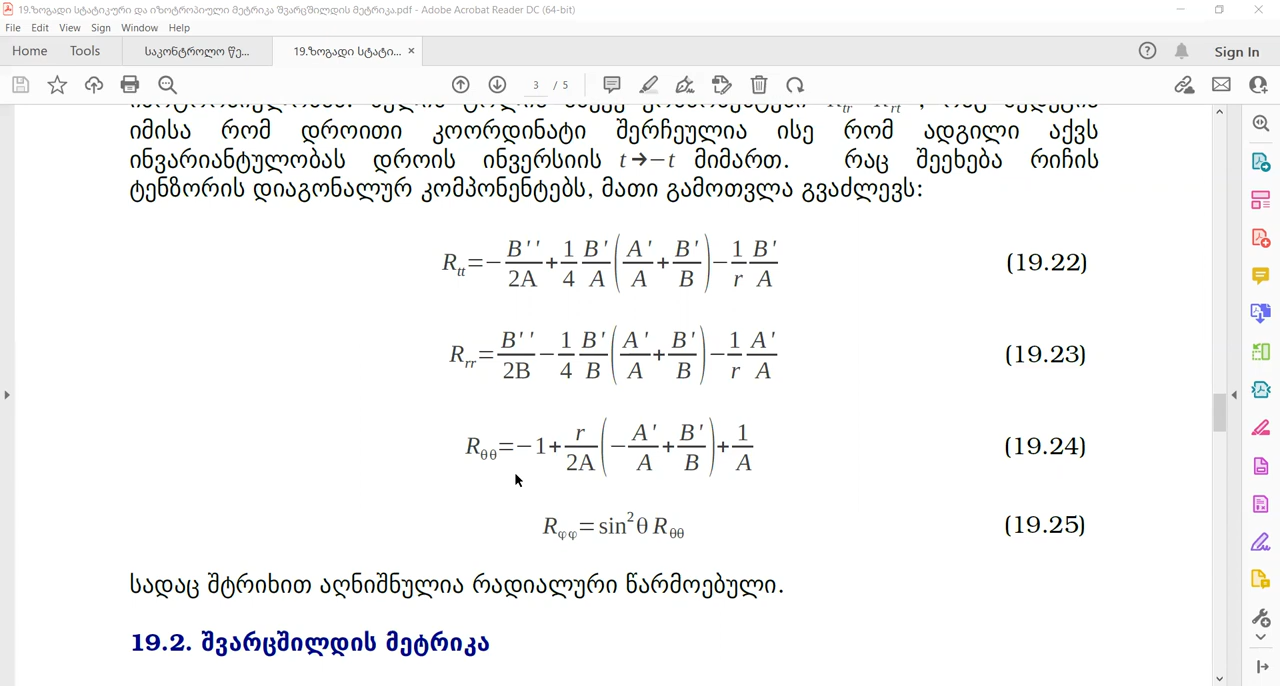 19.ზოგადი სტატიკური და იზოტროპიული მეტრიკა შვარცშილდის მეტრიკა.pdf - Adobe Acrobat Reader DC (64-bit)
File Edit View Sign Window Help
Home Tools საკონტროლო წე... 19.ზოგადი სტატი... × Sign In
3 / 5
იმისა რომ დროითი კოორდინატი შერჩეულია ისე რომ ადგილი აქვს
ინვარიანტულობას დროის ინვერსიის t→−t მიმართ. რაც შეეხება რიჩის
ტენზორის დიაგონალურ კომპონენტებს, მათი გამოთვლა გვაძლევს:
R_tt=−B''/2A+1/4 B'/A(A'/A+B'/B)−1/r B'/A (19.22)
R_rr=B''/2B−1/4 B'/B(A'/A+B'/B)−1/r A'/A (19.23)
R_θθ=−1+r/2A(−A'/A+B'/B)+1/A (19.24)
R_φφ=sin²θ R_θθ (19.25)
სადაც შტრიხით აღნიშნულია რადიალური წარმოებული.
19.2. შვარცშილდის მეტრიკა